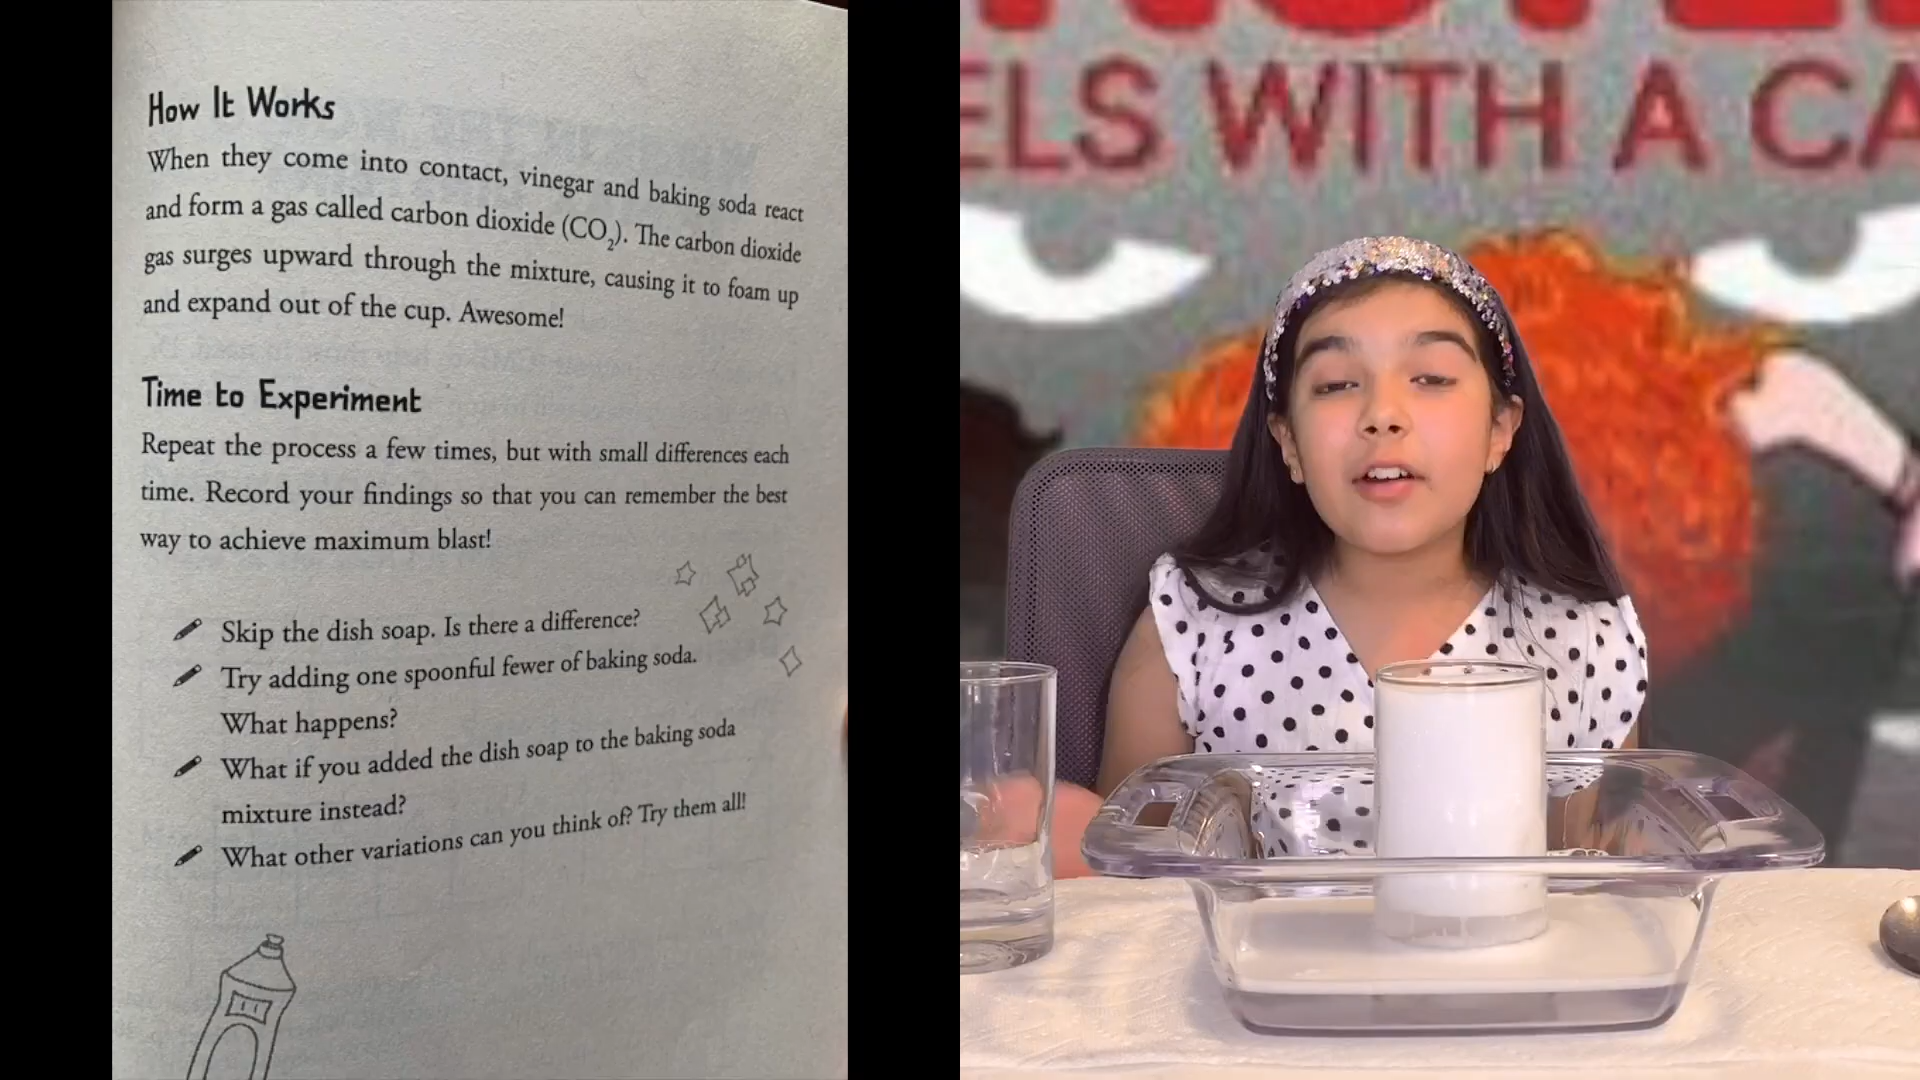 How It Works
When they come into contact, vinegar and baking soda react
and form a gas called carbon dioxide (CO₂). The carbon dioxide
gas surges upward through the mixture, causing it to foam up
and expand out of the cup. Awesome!
Time to Experiment
Repeat the process a few times, but with small differences each
time. Record your findings so that you can remember the best
way to achieve maximum blast!
Skip the dish soap. Is there a difference?
Try adding one spoonful fewer of baking soda.
What happens?
What if you added the dish soap to the baking soda
mixture instead?
What other variations can you think of? Try them all!
ELS WITH A CA